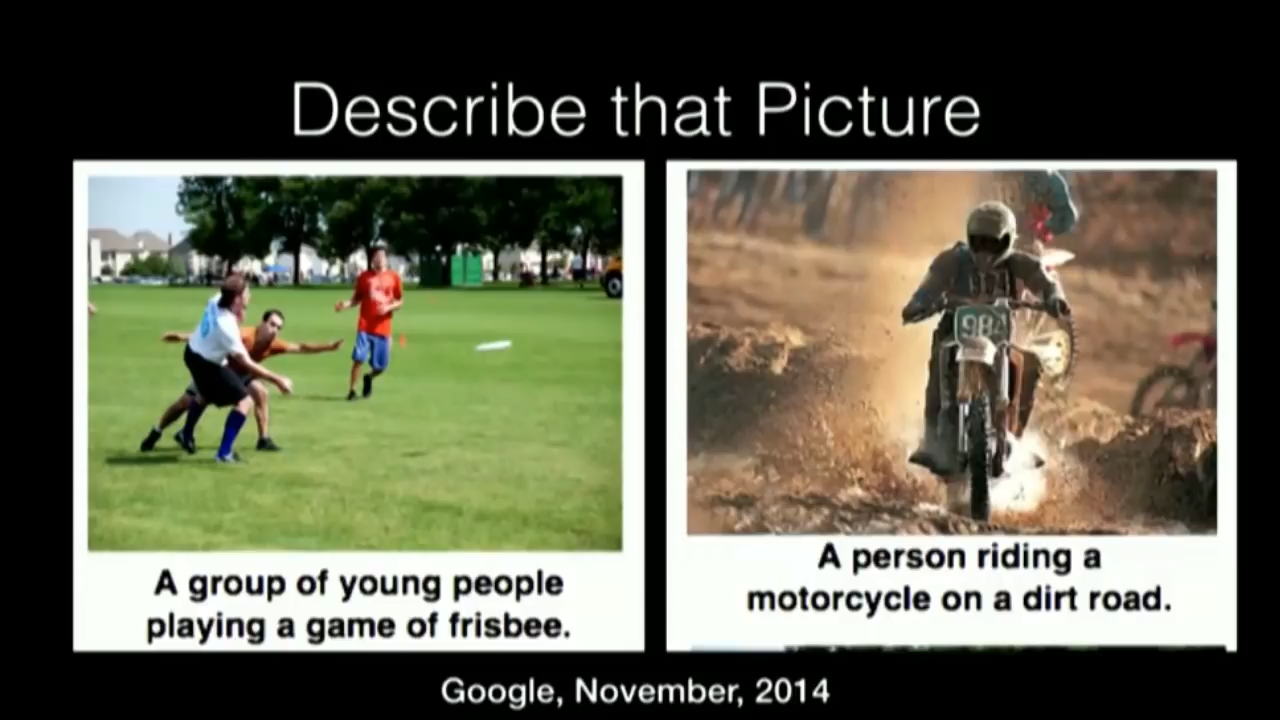 Describe that Picture
984
A group of young people
playing a game of frisbee.
A person riding a
motorcycle on a dirt road.
Google, November, 2014